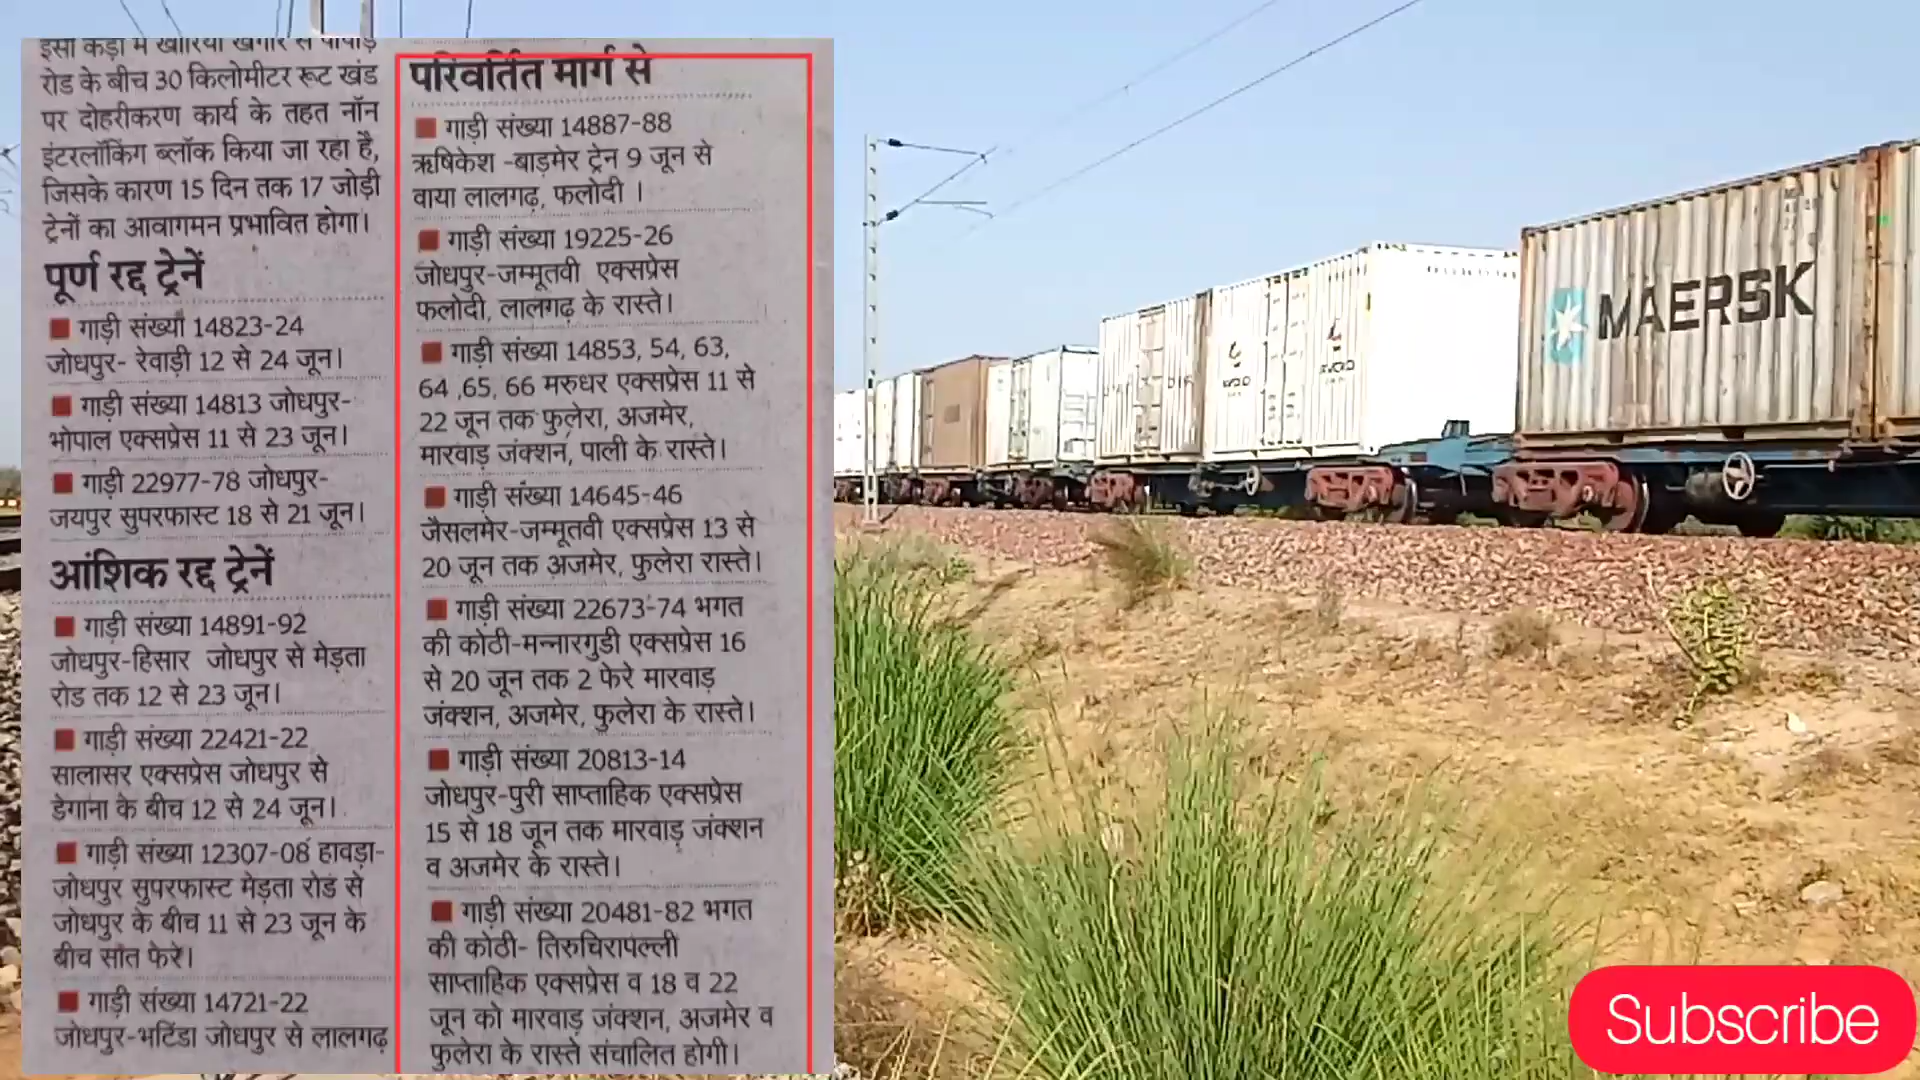 इसी कड़ी में खारिया खंगार से पीपाड़
रोड के बीच 30 किलोमीटर रूट खंड
पर दोहरीकरण कार्य के तहत नॉन
इंटरलॉकिंग ब्लॉक किया जा रहा है,
जिसके कारण 15 दिन तक 17 जोड़ी
ट्रेनों का आवागमन प्रभावित होगा।
पूर्ण रद्द ट्रेनें
गाड़ी संख्या 14823-24
जोधपुर- रेवाड़ी 12 से 24 जून।
गाड़ी संख्या 14813 जोधपुर-
भोपाल एक्सप्रेस 11 से 23 जून।
गाड़ी 22977-78 जोधपुर-
जयपुर सुपरफास्ट 18 से 21 जून।
आंशिक रद्द ट्रेनें
गाड़ी संख्या 14891-92
जोधपुर-हिसार जोधपुर से मेड़ता
रोड तक 12 से 23 जून।
गाड़ी संख्या 22421-22
सालासर एक्सप्रेस जोधपुर से
डेगाना के बीच 12 से 24 जून।
गाड़ी संख्या 12307-08 हावड़ा-
जोधपुर सुपरफास्ट मेड़ता रोड से
जोधपुर के बीच 11 से 23 जून के
बीच सात फेरे।
गाड़ी संख्या 14721-22
जोधपुर-भटिंडा जोधपुर से लालगढ़
परिवर्तित मार्ग से
गाड़ी संख्या 14887-88
ऋषिकेश -बाड़मेर ट्रेन 9 जून से
वाया लालगढ़, फलोदी ।
गाड़ी संख्या 19225-26
जोधपुर-जम्मूतवी एक्सप्रेस
फलोदी, लालगढ़ के रास्ते।
गाड़ी संख्या 14853, 54, 63,
64 ,65, 66 मरुधर एक्सप्रेस 11 से
22 जून तक फुलेरा, अजमेर,
मारवाड़ जंक्शन, पाली के रास्ते।
गाड़ी संख्या 14645-46
जैसलमेर-जम्मूतवी एक्सप्रेस 13 से
20 जून तक अजमेर, फुलेरा रास्ते।
गाड़ी संख्या 22673-74 भगत
की कोठी-मन्नारगुडी एक्सप्रेस 16
से 20 जून तक 2 फेरे मारवाड़
जंक्शन, अजमेर, फुलेरा के रास्ते।
गाड़ी संख्या 20813-14
जोधपुर-पुरी साप्ताहिक एक्सप्रेस
15 से 18 जून तक मारवाड़ जंक्शन
व अजमेर के रास्ते।
गाड़ी संख्या 20481-82 भगत
की कोठी- तिरुचिरापल्ली
साप्ताहिक एक्सप्रेस व 18 व 22
जून को मारवाड़ जंक्शन, अजमेर व
फुलेरा के रास्ते संचालित होगी।
MAERSK
Subscribe